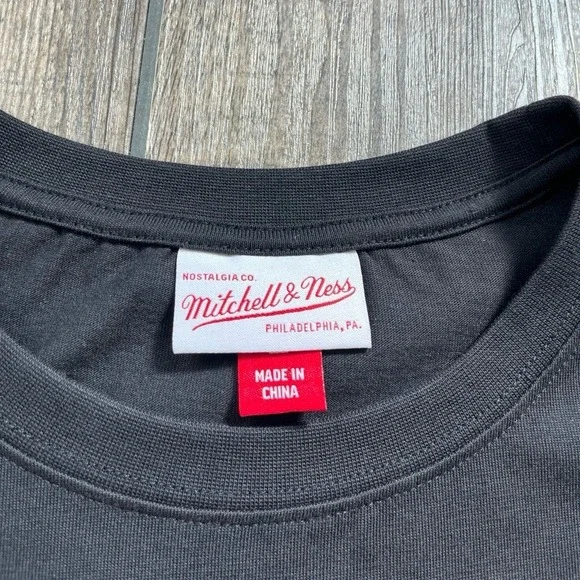 NOSTALGIA CO.
Mitchell & Ness
PHILADELPHIA, PA.
MADE IN
CHINA